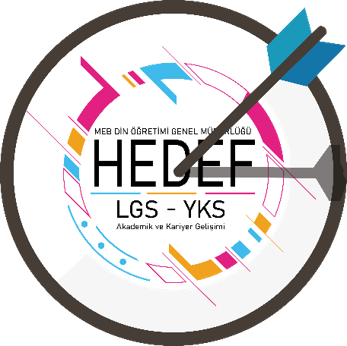 MEB DİN ÖĞRETİMİ GENEL MÜDÜRLÜĞÜ
HEDEF
LGS - YKS
Akademik ve Kariyer Gelişimi